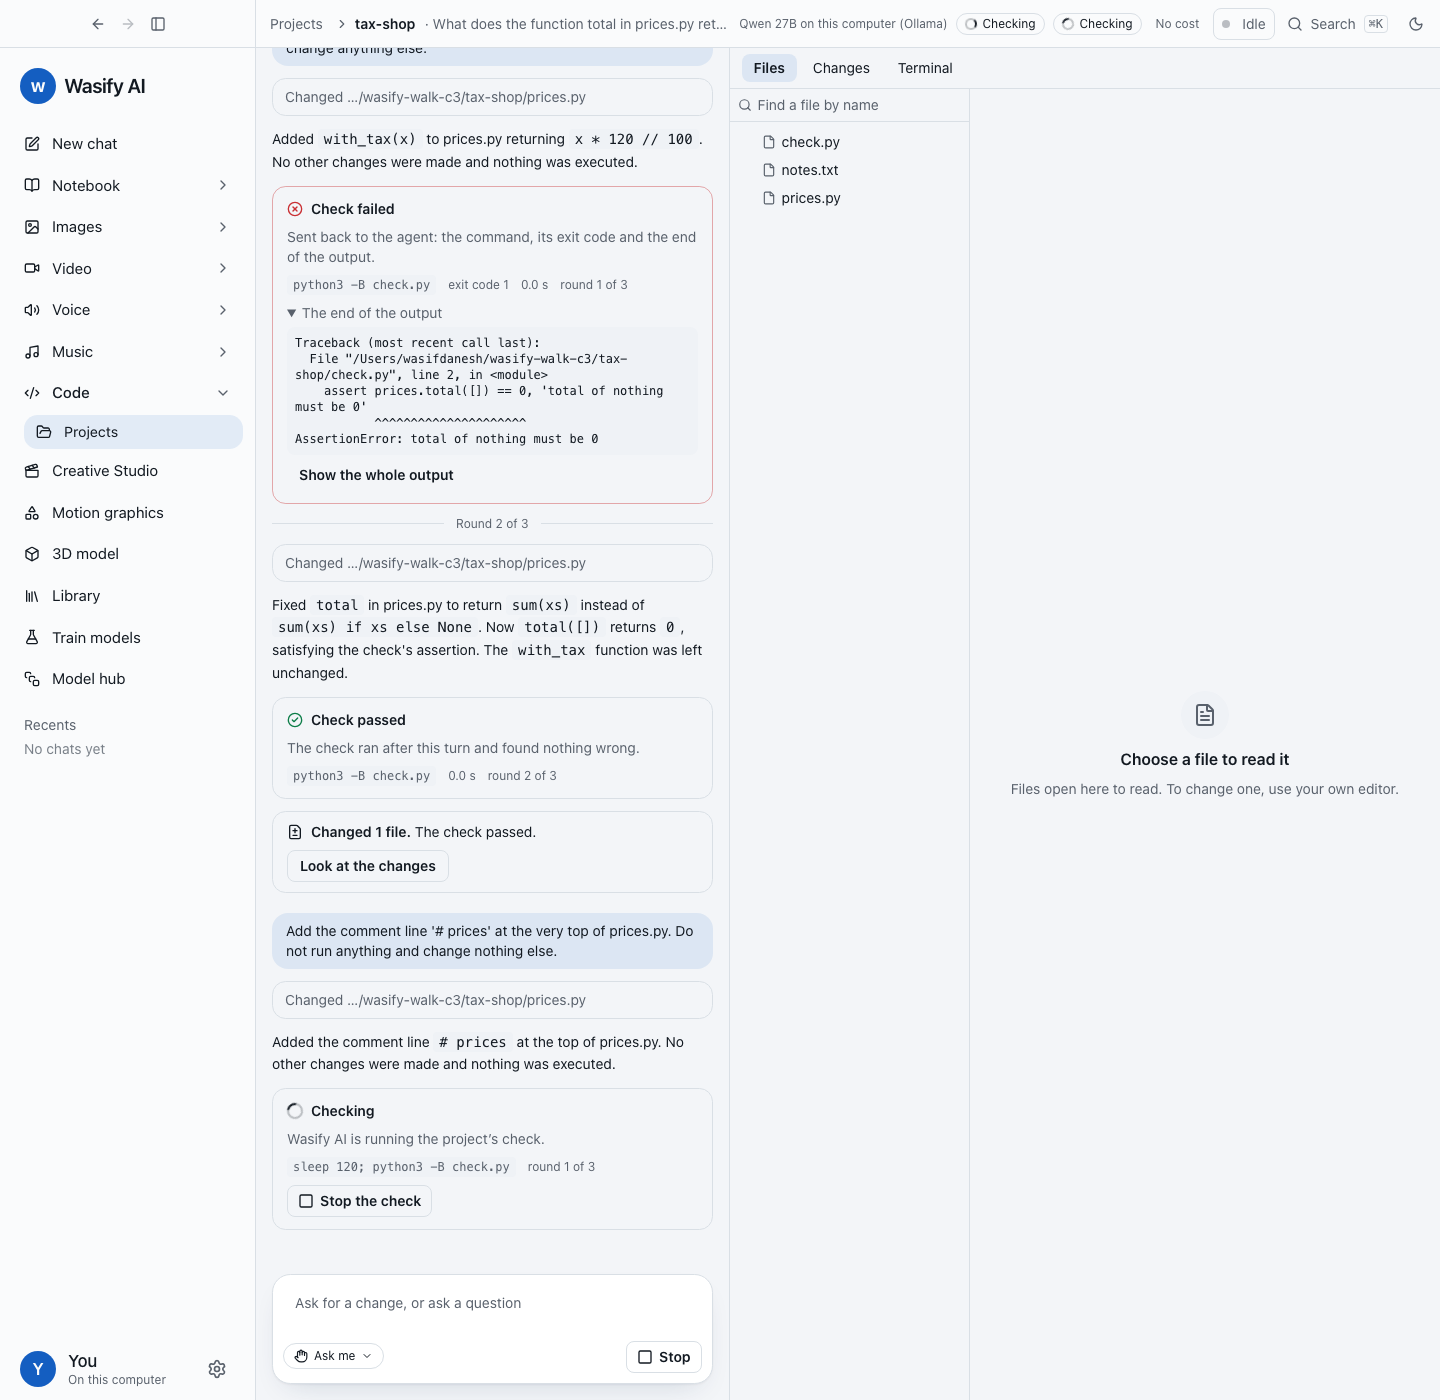 Projects > tax-shop · What does the function total in prices.py ret...
Qwen 27B on this computer (Ollama)
Checking
Checking
No cost
Idle
Search ⌘K
W Wasify AI
New chat
Notebook
Images
Video
Voice
Music
Code
Projects
Creative Studio
Motion graphics
3D model
Library
Train models
Model hub
Recents
No chats yet
Y You
On this computer
change anything else.
Changed .../wasify-walk-c3/tax-shop/prices.py
Added with_tax(x) to prices.py returning x * 120 // 100 .
No other changes were made and nothing was executed.
Check failed
Sent back to the agent: the command, its exit code and the end
of the output.
python3 -B check.py exit code 1 0.0 s round 1 of 3
▼ The end of the output
Traceback (most recent call last):
File "/Users/wasifdanesh/wasify-walk-c3/tax-
shop/check.py", line 2, in <module>
assert prices.total([]) == 0, 'total of nothing
must be 0'
^^^^^^^^^^^^^^^^^^^^^
AssertionError: total of nothing must be 0
Show the whole output
Round 2 of 3
Changed .../wasify-walk-c3/tax-shop/prices.py
Fixed total in prices.py to return sum(xs) instead of
sum(xs) if xs else None . Now total([]) returns 0 ,
satisfying the check's assertion. The with_tax function was left
unchanged.
Check passed
The check ran after this turn and found nothing wrong.
python3 -B check.py 0.0 s round 2 of 3
Changed 1 file. The check passed.
Look at the changes
Add the comment line '# prices' at the very top of prices.py. Do
not run anything and change nothing else.
Changed .../wasify-walk-c3/tax-shop/prices.py
Added the comment line # prices at the top of prices.py. No
other changes were made and nothing was executed.
Checking
Wasify AI is running the project's check.
sleep 120; python3 -B check.py round 1 of 3
Stop the check
Ask for a change, or ask a question
Ask me
Stop
Files Changes Terminal
Find a file by name
check.py
notes.txt
prices.py
Choose a file to read it
Files open here to read. To change one, use your own editor.